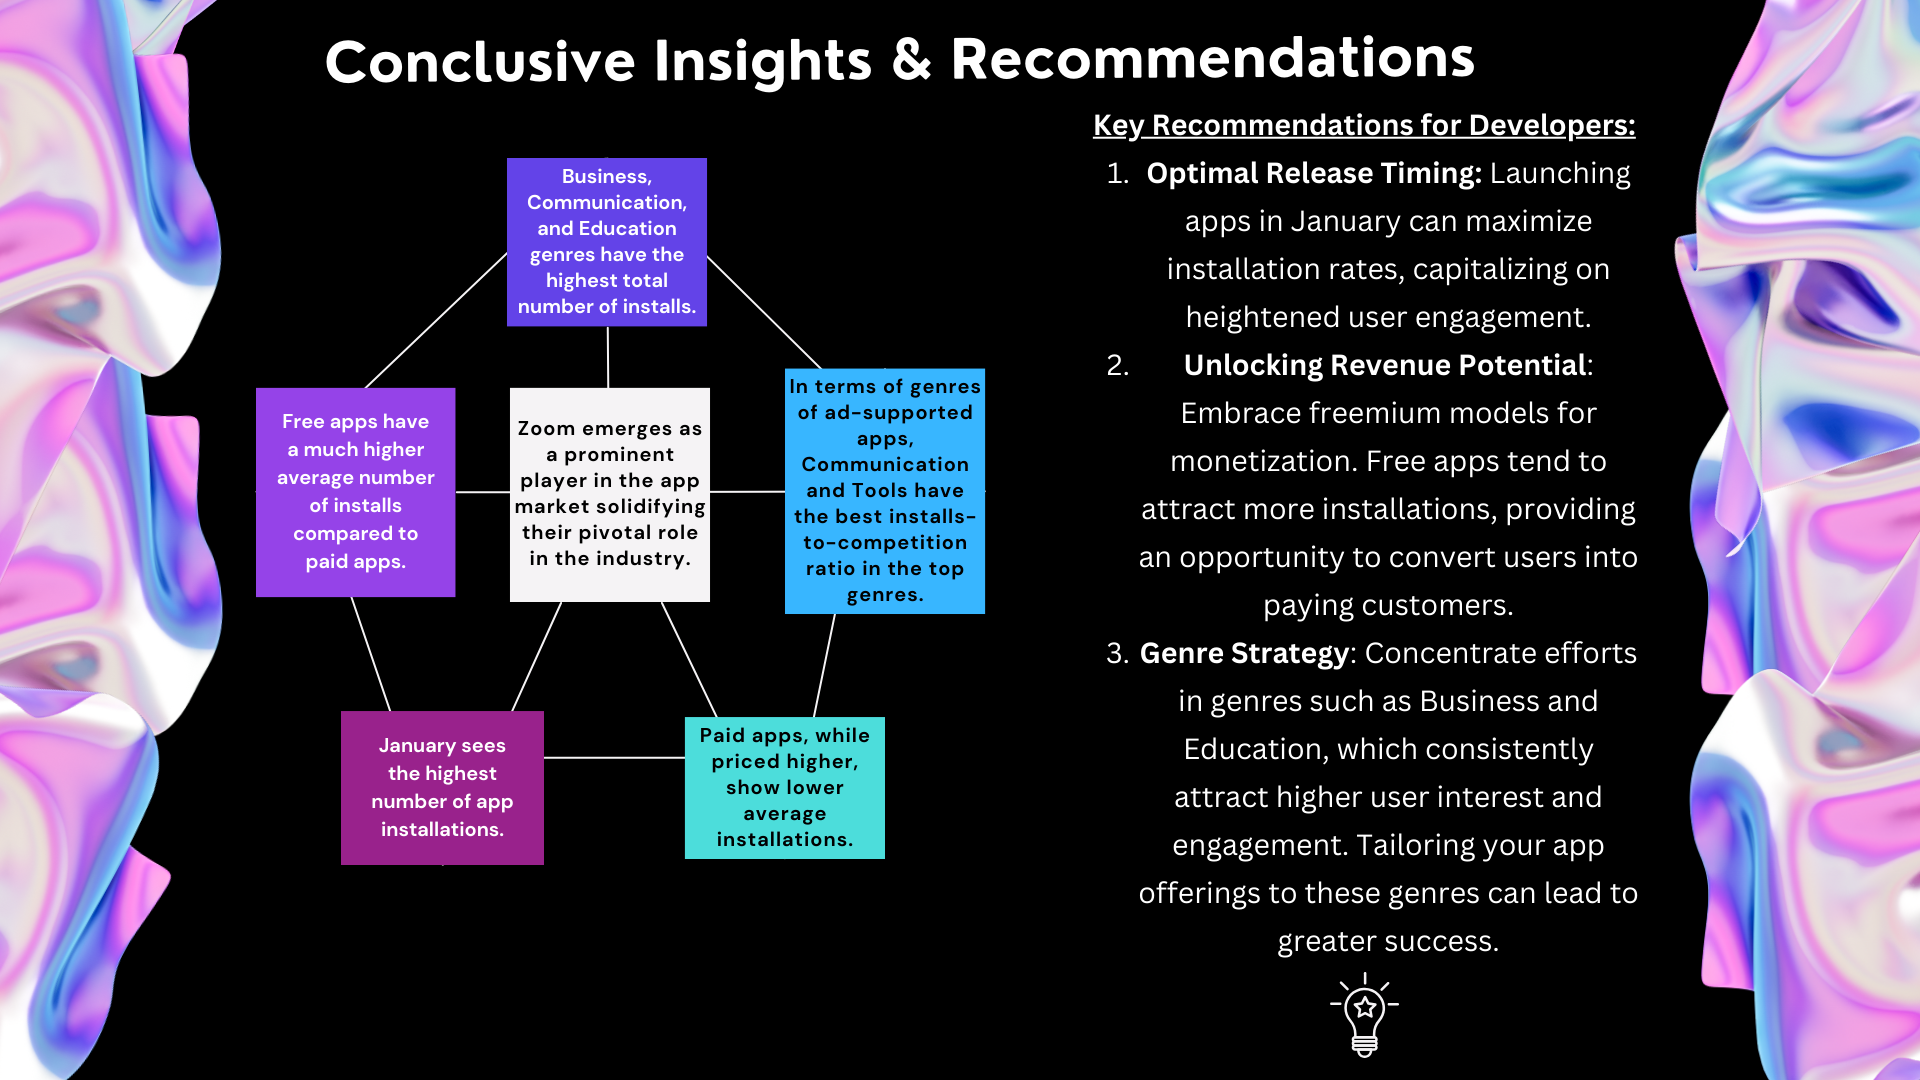 Conclusive Insights & Recommendations
Business,
Communication,
and Education
genres have the
highest total
number of installs.
Free apps have
a much higher
average number
of installs
compared to
paid apps.
Zoom emerges as
a prominent
player in the app
market solidifying
their pivotal role
in the industry.
In terms of genres
of ad-supported
apps,
Communication
and Tools have
the best installs-
to-competition
ratio in the top
genres.
January sees
the highest
number of app
installations.
Paid apps, while
priced higher,
show lower
average
installations.
Key Recommendations for Developers:
1. Optimal Release Timing: Launching
apps in January can maximize
installation rates, capitalizing on
heightened user engagement.
2. Unlocking Revenue Potential:
Embrace freemium models for
monetization. Free apps tend to
attract more installations, providing
an opportunity to convert users into
paying customers.
3. Genre Strategy: Concentrate efforts
in genres such as Business and
Education, which consistently
attract higher user interest and
engagement. Tailoring your app
offerings to these genres can lead to
greater success.